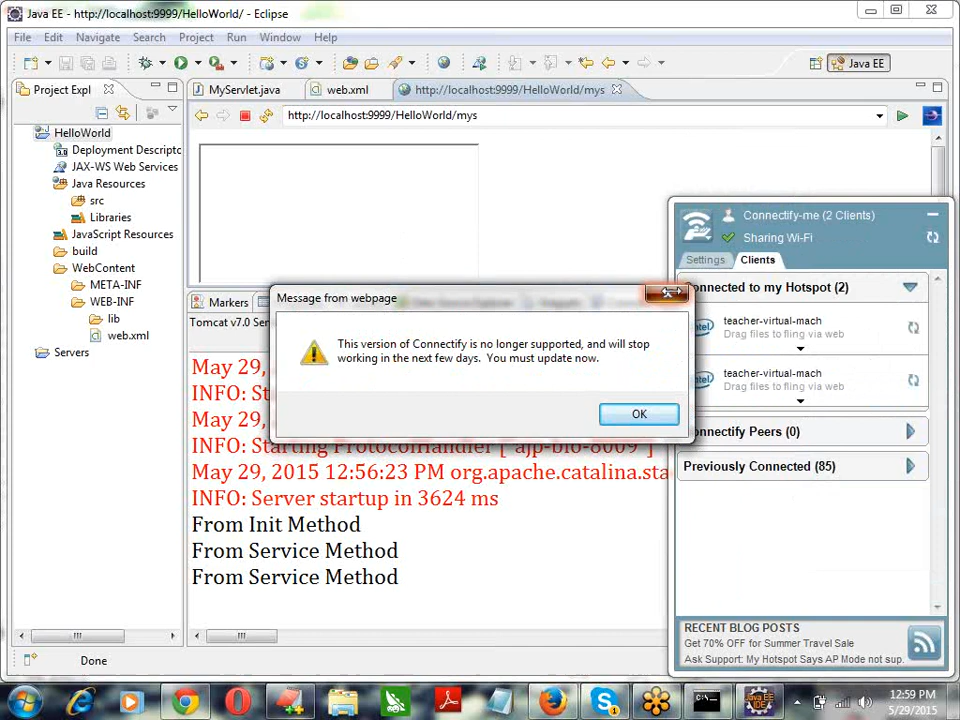 Java EE - http://localhost:9999/HelloWorld/ - Eclipse
File Edit Navigate Search Project Run Window Help
Java EE
Project Expl
MyServlet.java
web.xml
http://localhost:9999/HelloWorld/mys
http://localhost:9999/HelloWorld/mys
HelloWorld
Deployment Descripto
JAX-WS Web Services
Java Resources
src
Libraries
JavaScript Resources
build
WebContent
META-INF
WEB-INF
lib
web.xml
Servers
Markers
Tomcat v7.0 Ser
May 29,
INFO: St
May 29,
INFO: Starting ProtocolHandler ["ajp-bio-8009"]
May 29, 2015 12:56:23 PM org.apache.catalina.sta
INFO: Server startup in 3624 ms
From Init Method
From Service Method
From Service Method
Message from webpage
This version of Connectify is no longer supported, and will stop
working in the next few days. You must update now.
OK
Connectify-me (2 Clients)
Sharing Wi-Fi
Settings Clients
onnected to my Hotspot (2)
teacher-virtual-mach
Drag files to fling via web
teacher-virtual-mach
Drag files to fling via web
onnectify Peers (0)
Previously Connected (85)
RECENT BLOG POSTS
Get 70% OFF for Summer Travel Sale
Ask Support: My Hotspot Says AP Mode not sup.
Done
12:59 PM
5/29/2015